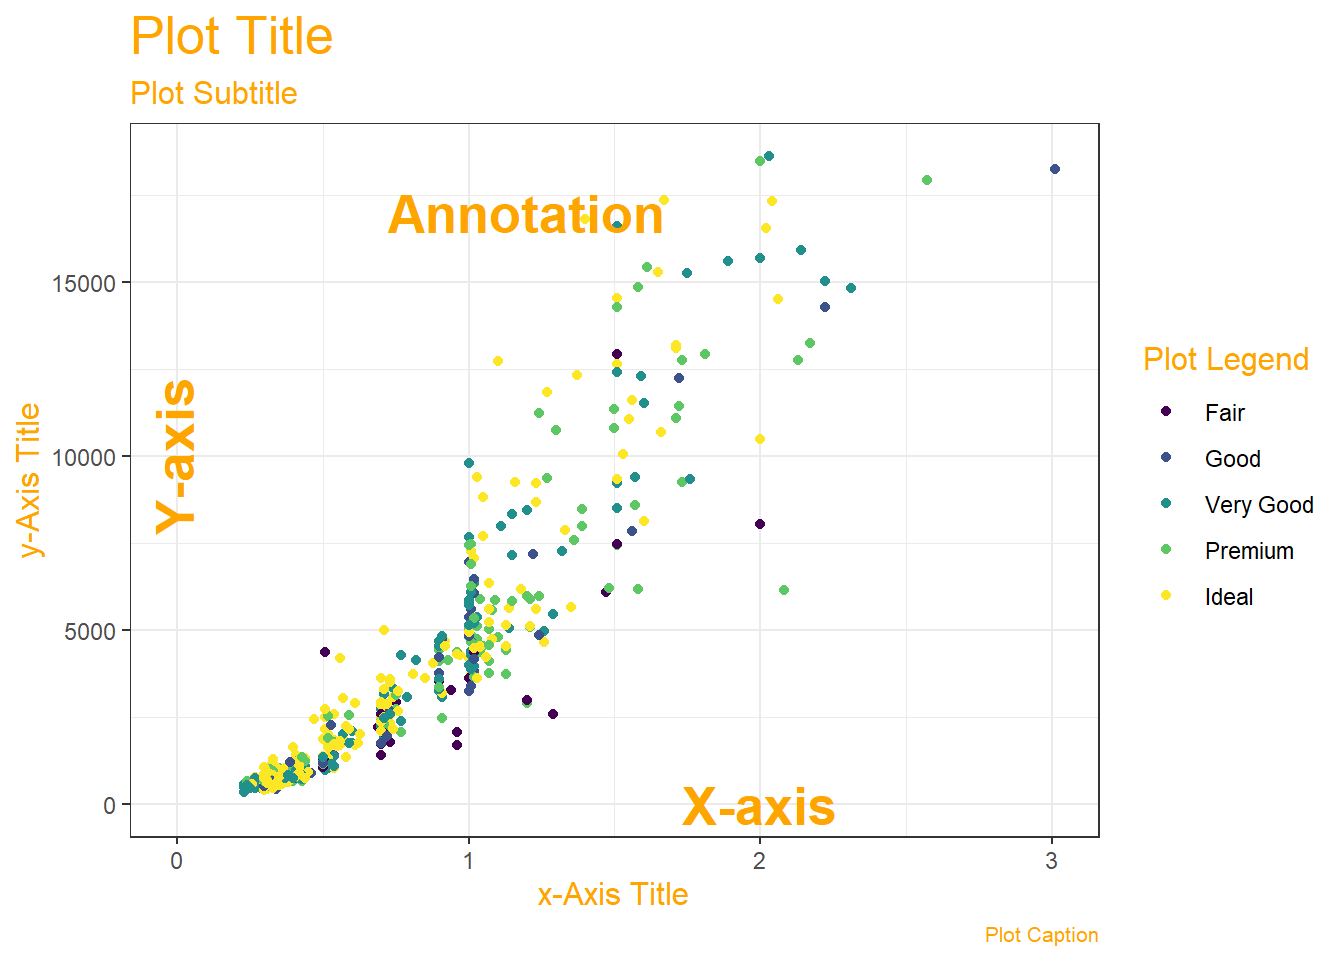 Plot Title
Plot Subtitle
Annotation
15000
10000
5000
0
y-Axis Title
Y-axis
X-axis
0 1 2 3
x-Axis Title
Plot Caption
Plot Legend
Fair
Good
Very Good
Premium
Ideal